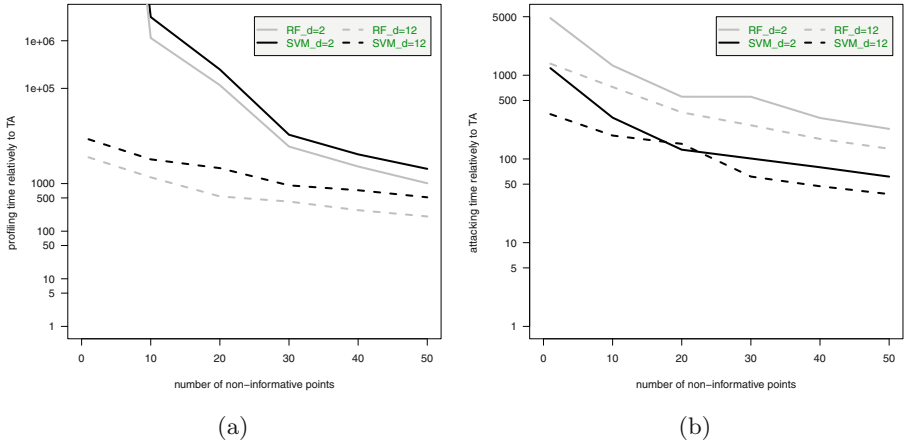 1e+06
1e+05
1000
500
100
50
10
5
1
profiling time relatively to TA
RF_d=2
SVM_d=2
RF_d=12
SVM_d=12
0 10 20 30 40 50
number of non−informative points
(a)
5000
1000
500
100
50
10
5
1
attacking time relatively to TA
RF_d=2
SVM_d=2
RF_d=12
SVM_d=12
0 10 20 30 40 50
number of non−informative points
(b)